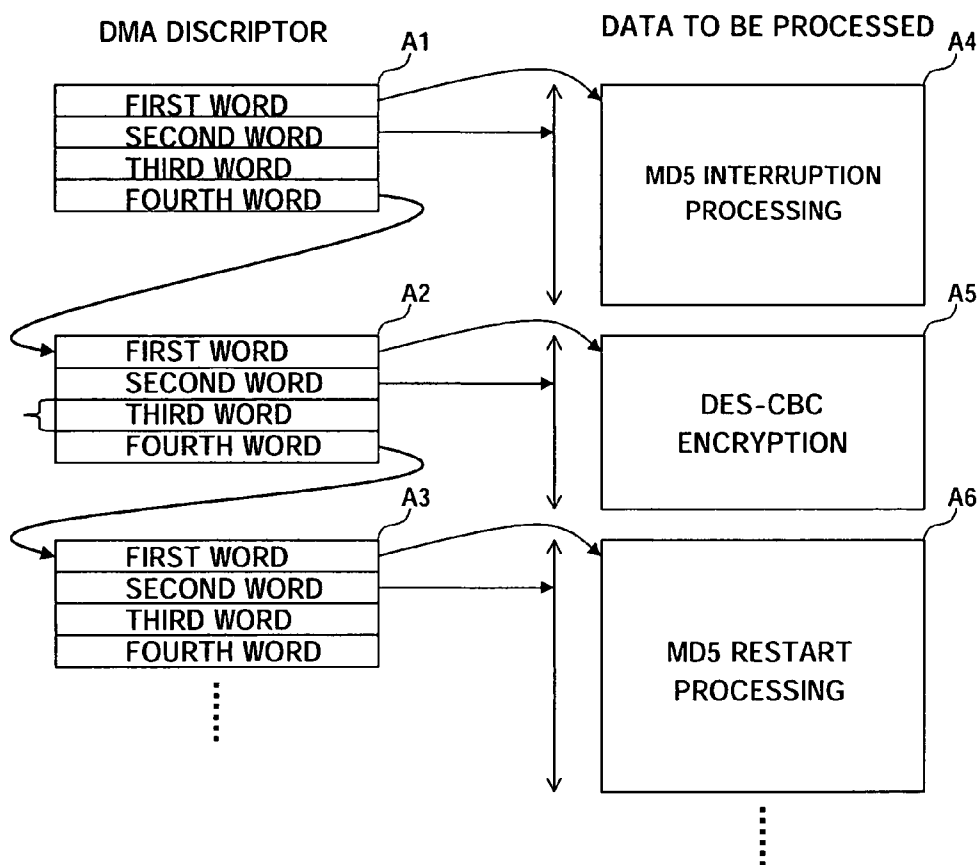 DMA DISCRIPTOR
DATA TO BE PROCESSED
A1
FIRST WORD
SECOND WORD
THIRD WORD
FOURTH WORD
A4
MD5 INTERRUPTION
PROCESSING
A2
FIRST WORD
SECOND WORD
THIRD WORD
FOURTH WORD
A5
DES-CBC
ENCRYPTION
A3
FIRST WORD
SECOND WORD
THIRD WORD
FOURTH WORD
A6
MD5 RESTART
PROCESSING